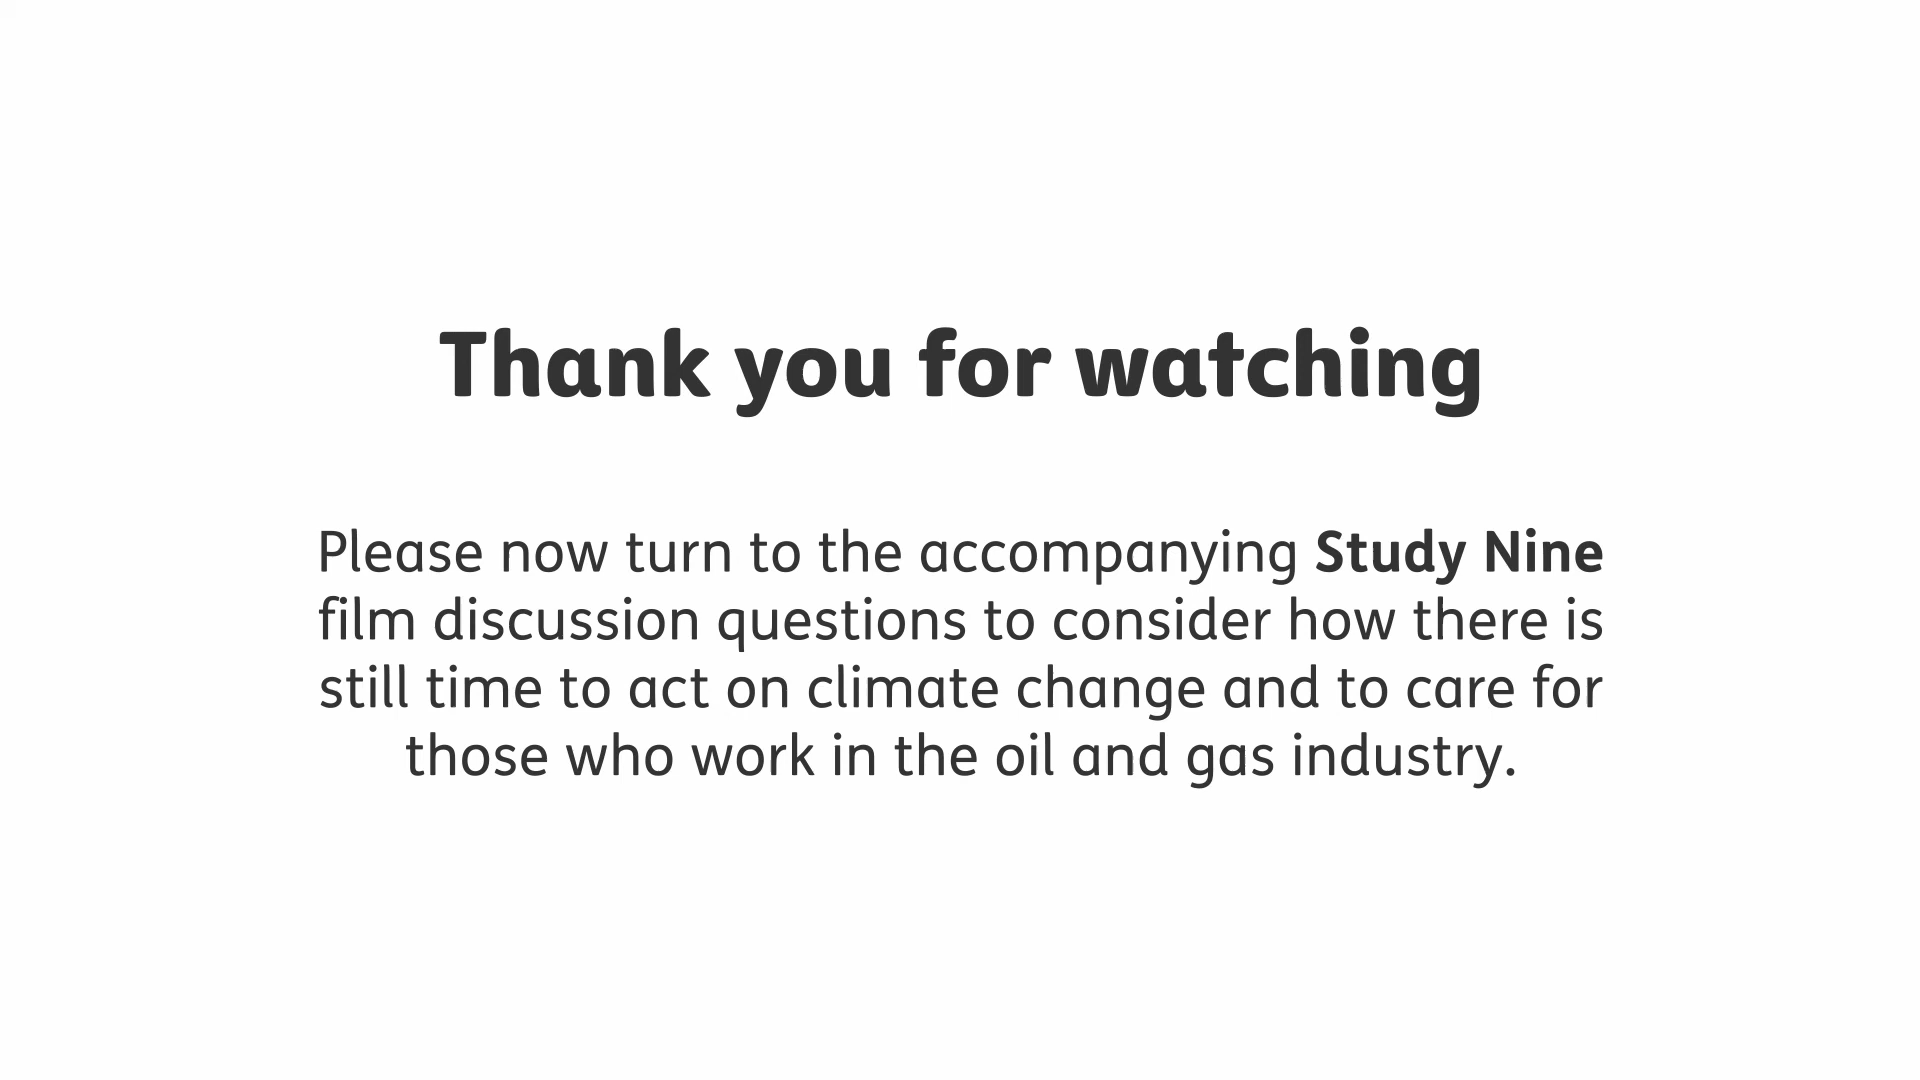 Thank you for watching
Please now turn to the accompanying Study Nine
film discussion questions to consider how there is
still time to act on climate change and to care for
those who work in the oil and gas industry.